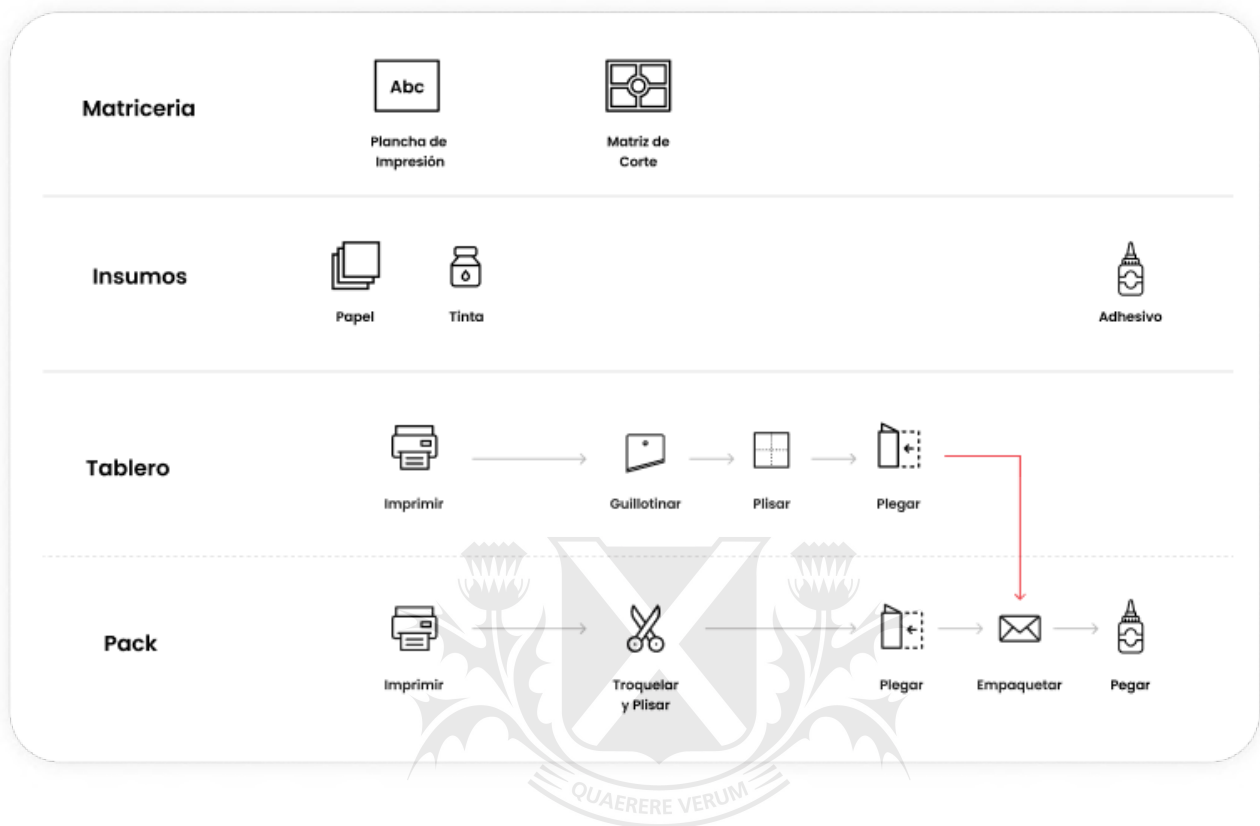 Matriceria
Abc
Plancha de
Impresión
Matriz de
Corte
Insumos
Papel
Tinta
Adhesivo
Tablero
Imprimir
Guillotinar
Plisar
Plegar
Pack
Imprimir
Troquelar
y Plisar
Plegar
Empaquetar
Pegar
QUAERERE VERUM